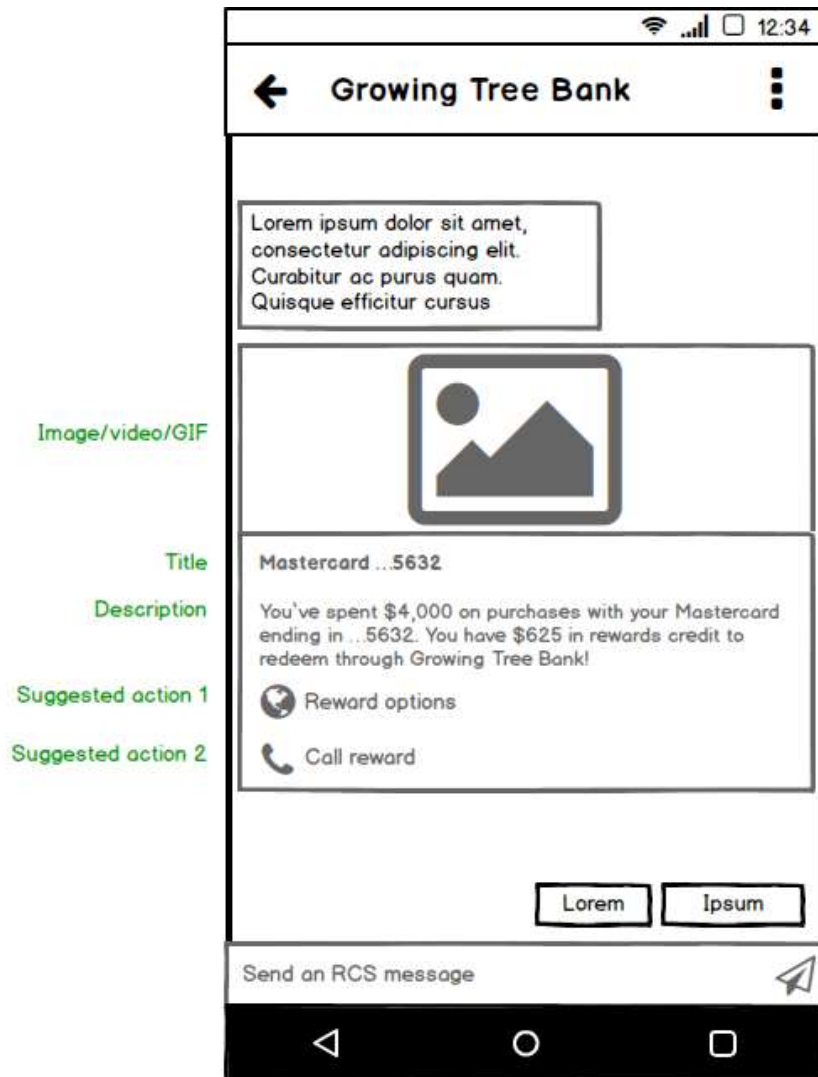 12:34
Growing Tree Bank
Lorem ipsum dolor sit amet,
consectetur adipiscing elit.
Curabitur ac purus quam.
Quisque efficitur cursus
Image/video/GIF
Title
Mastercard ...5632
Description
You've spent $4,000 on purchases with your Mastercard
ending in ...5632. You have $625 in rewards credit to
redeem through Growing Tree Bank!
Suggested action 1
Reward options
Suggested action 2
Call reward
Lorem
Ipsum
Send an RCS message